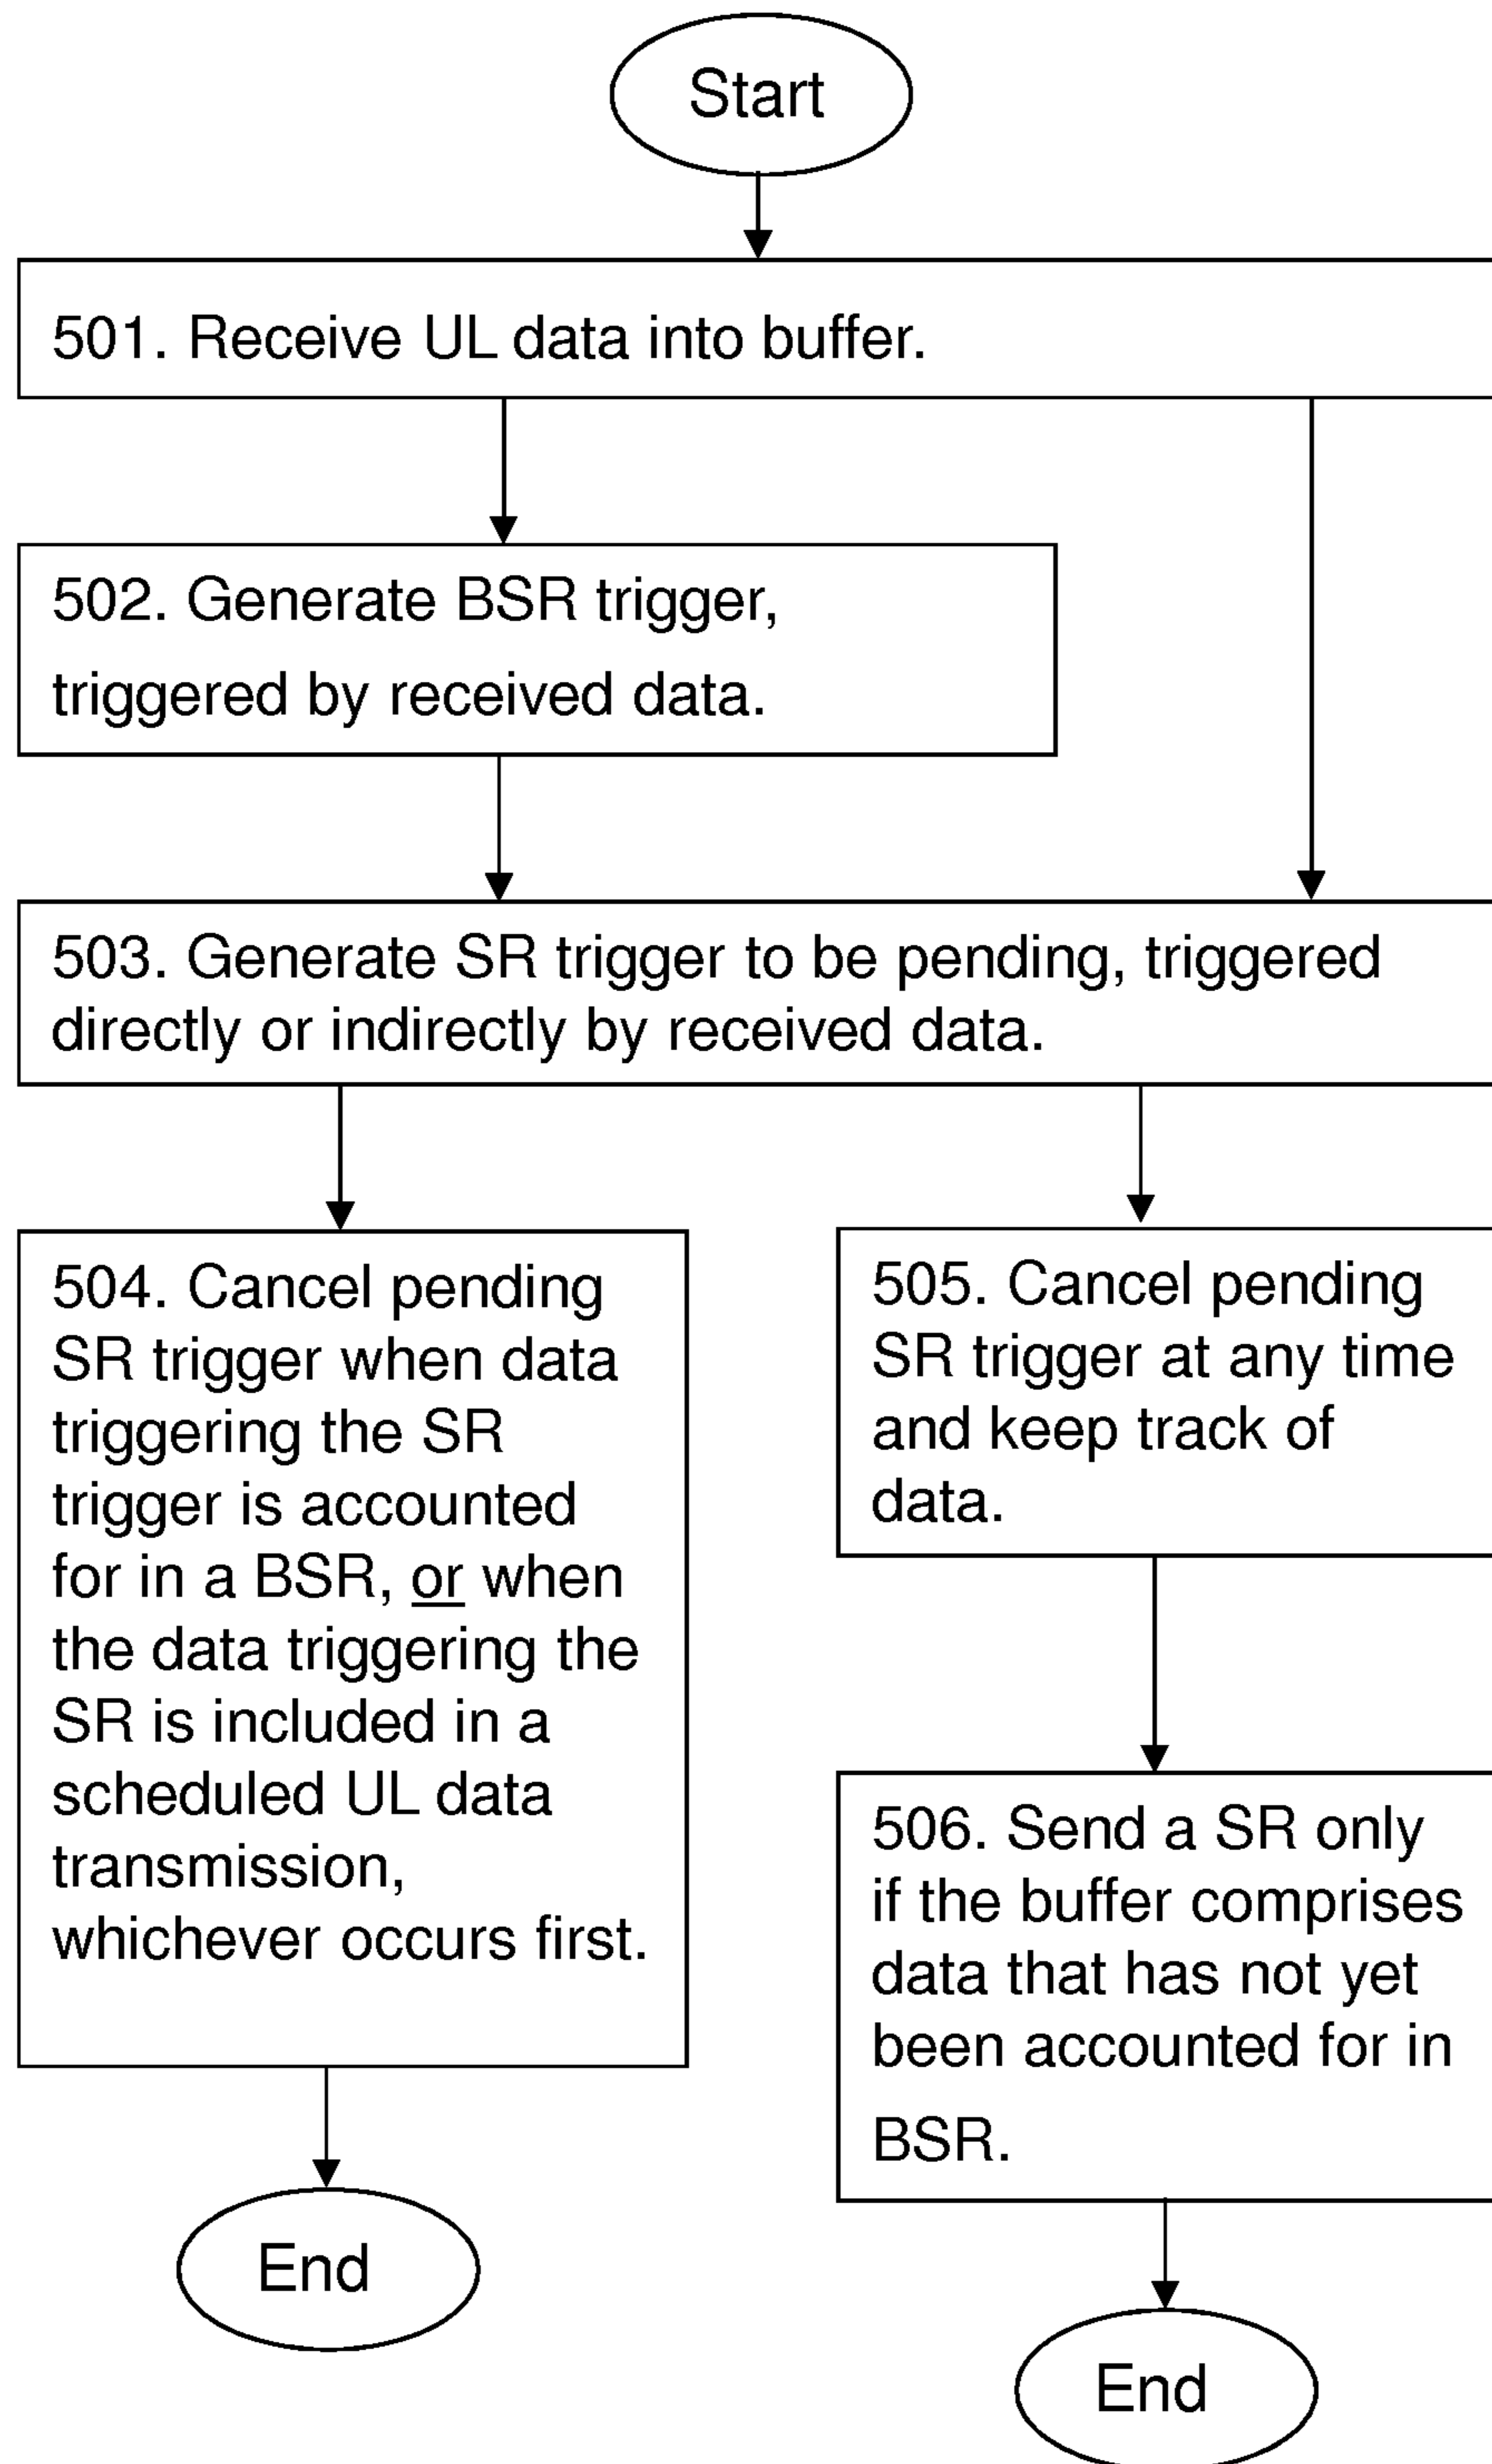 Start
501. Receive UL data into buffer.
502. Generate BSR trigger,
triggered by received data.
503. Generate SR trigger to be pending, triggered
directly or indirectly by received data.
504. Cancel pending
SR trigger when data
triggering the SR
trigger is accounted
for in a BSR, or when
the data triggering the
SR is included in a
scheduled UL data
transmission,
whichever occurs first.
End
505. Cancel pending
SR trigger at any time
and keep track of
data.
506. Send a SR only
if the buffer comprises
data that has not yet
been accounted for in
BSR.
End